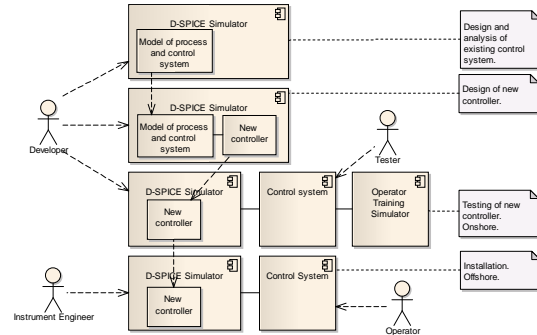 D-SPICE Simulator
Model of process
and control
system
Design and
analysis of
existing control
system.
D-SPICE Simulator
Model of process
and control
system
New
controller
Design of new
controller.
Developer
Tester
D-SPICE Simulator
New
controller
Control system
Operator
Training
Simulator
Testing of new
controller.
Onshore.
D-SPICE Simulator
New
controller
Control System
Installation.
Offshore.
Instrument Engineer
Operator